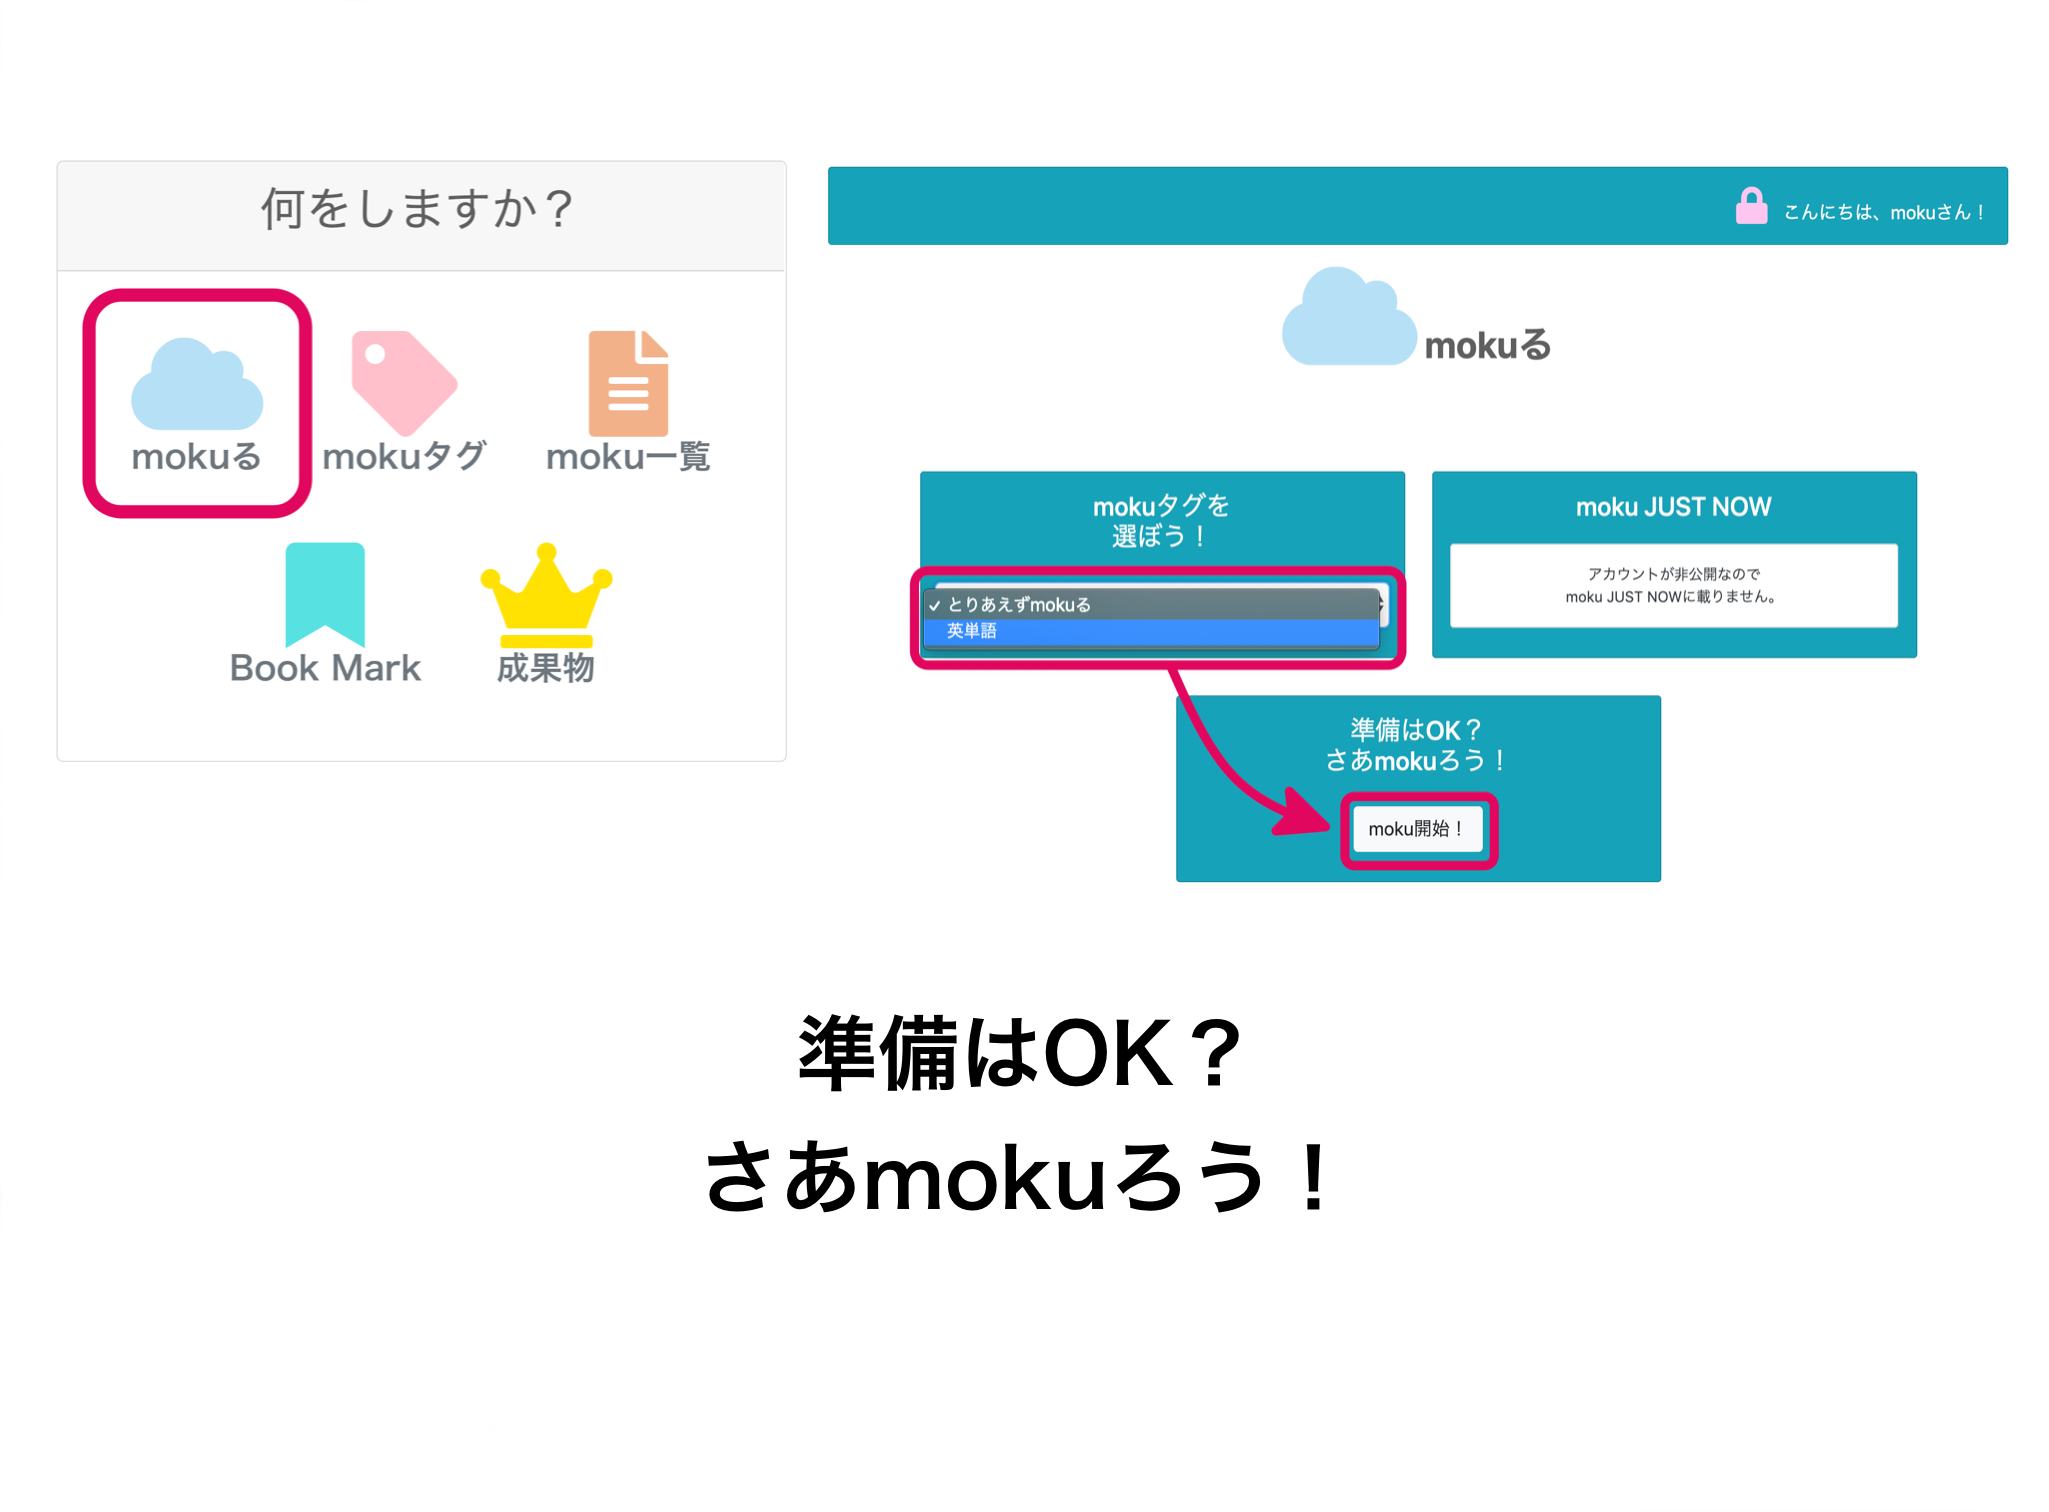 何をしますか？
mokuる
mokuタグ
moku一覧
Book Mark
成果物
こんにちは、mokuさん！
mokuる
mokuタグを
選ぼう！
✓ とりあえずmokuる
英単語
moku JUST NOW
アカウントが非公開なので
moku JUST NOWに載りません。
準備はOK？
さあmokuろう！
moku開始！
準備はOK？
さあmokuろう！